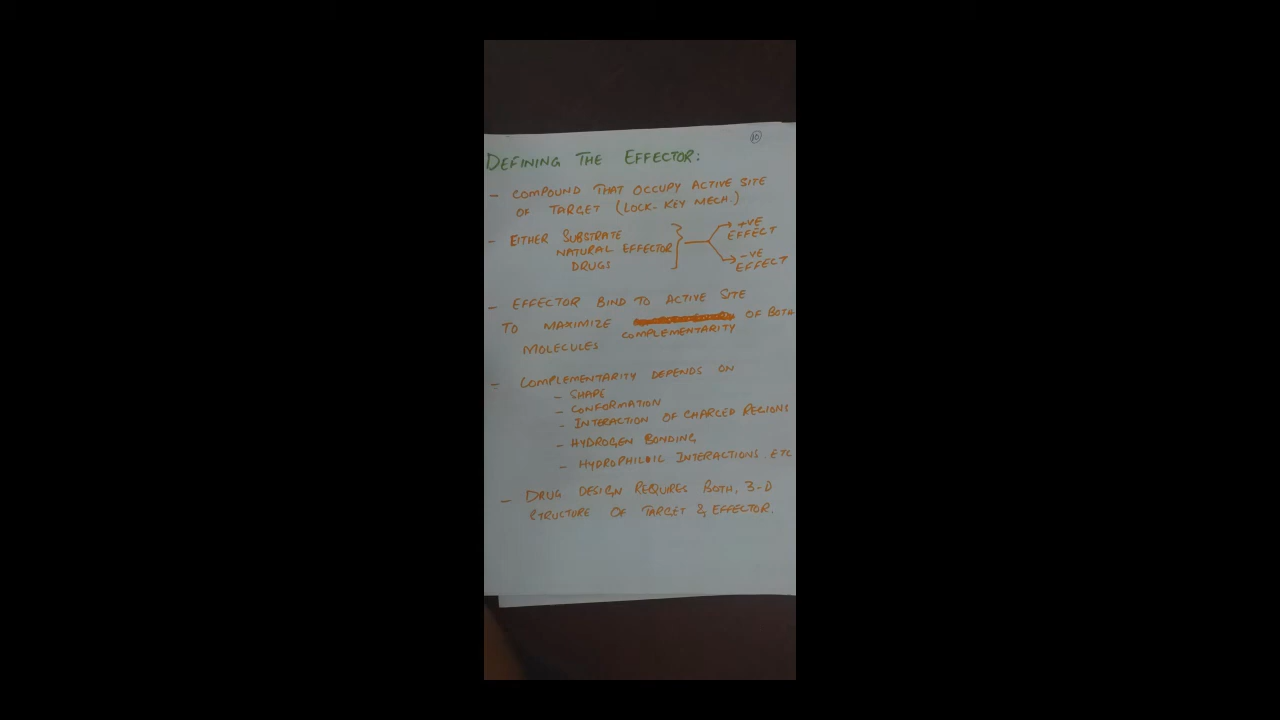 10
DEFINING THE EFFECTOR:
- COMPOUND THAT OCCUPY ACTIVE SITE
OF TARGET (LOCK-KEY MECH.)
- EITHER SUBSTRATE
NATURAL EFFECTOR
DRUGS
+VE
EFFECT
-VE
EFFECT
- EFFECTOR BIND TO ACTIVE SITE
TO MAXIMIZE COMPLEMENTARITY OF BOTH
MOLECULES
- COMPLEMENTARITY DEPENDS ON
- SHAPE
- CONFORMATION
- INTERACTION OF CHARGED REGIONS
- HYDROGEN BONDING
- HYDROPHILIC INTERACTIONS. ETC
- DRUG DESIGN REQUIRES BOTH, 3-D
STRUCTURE OF TARGET & EFFECTOR.